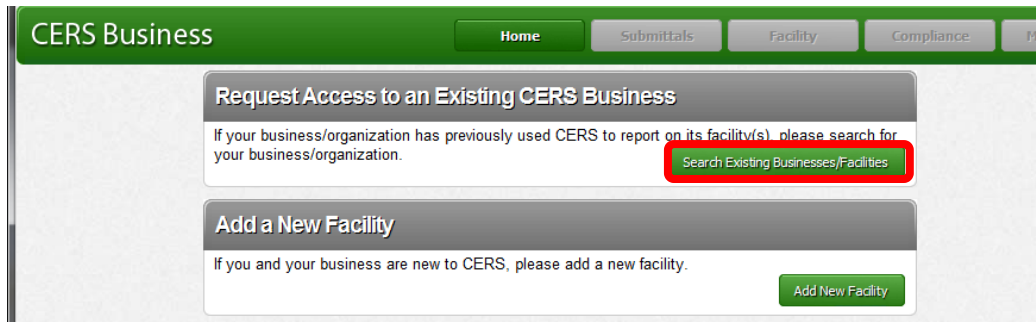 CERS Business
Home Submittals Facility Compliance M
Request Access to an Existing CERS Business
If your business/organization has previously used CERS to report on its facility(s), please search for
your business/organization.
Search Existing Businesses/Facilities
Add a New Facility
If you and your business are new to CERS, please add a new facility.
Add New Facility